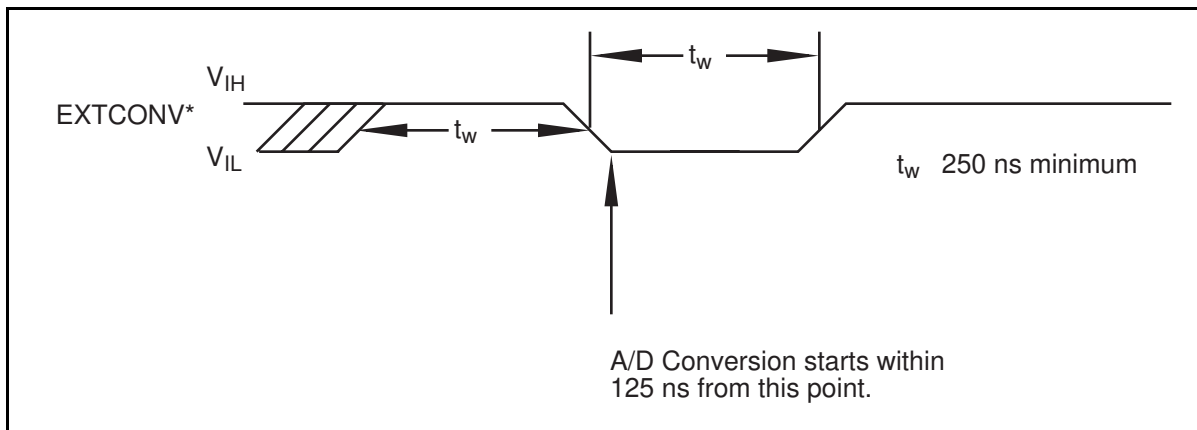 t_w
V_IH
EXTCONV*
t_w
V_IL
t_w 250 ns minimum
A/D Conversion starts within
125 ns from this point.